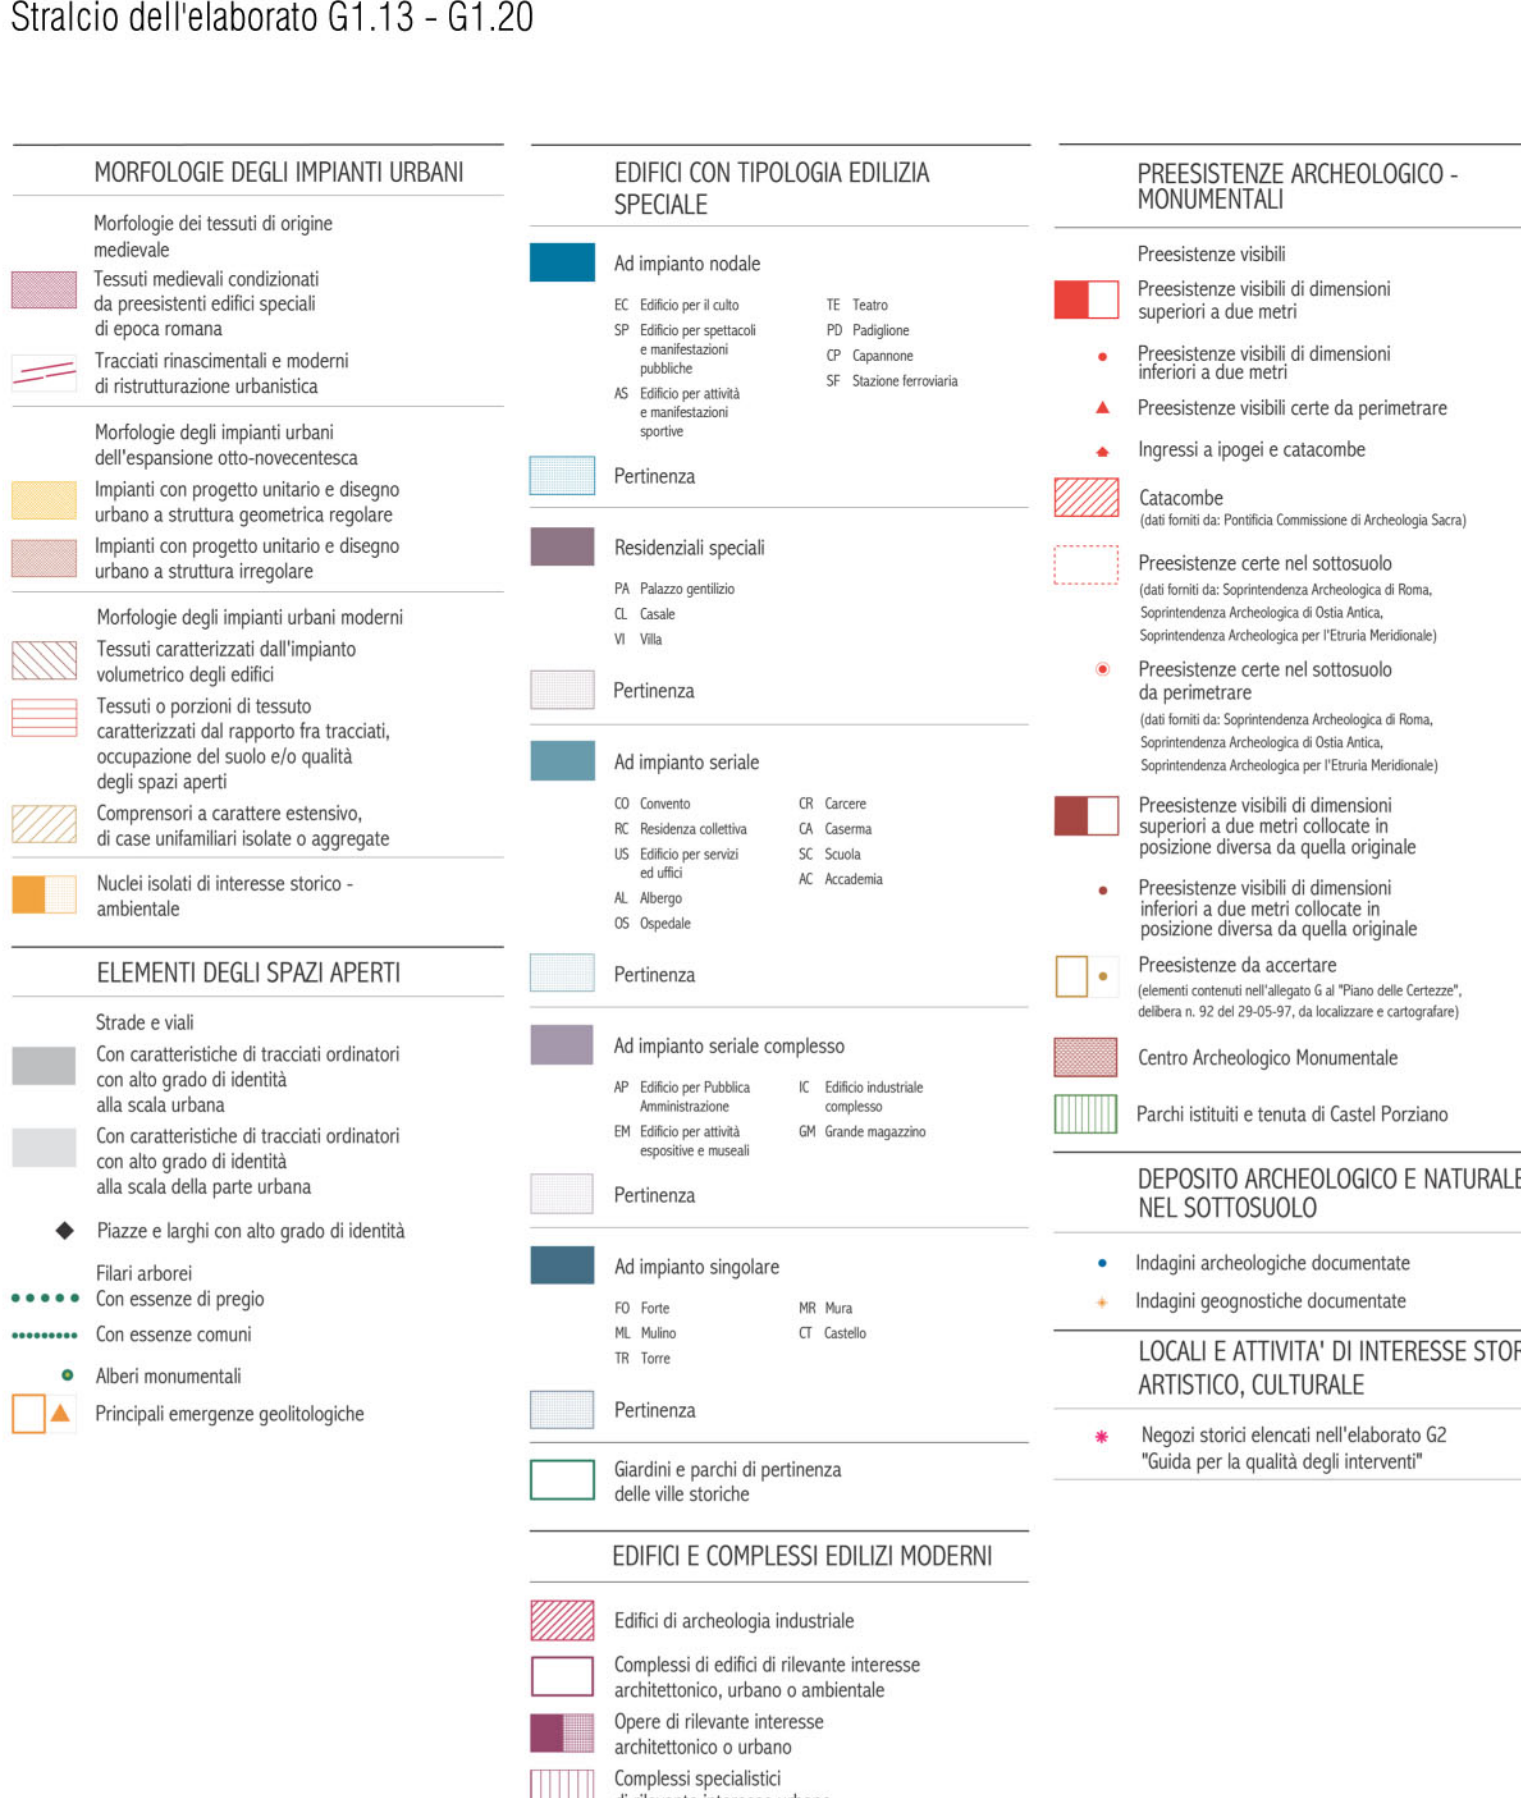 Stralcio dell'elaborato G1.13 - G1.20
MORFOLOGIE DEGLI IMPIANTI URBANI
Morfologie dei tessuti di origine
medievale
Tessuti medievali condizionati
da preesistenti edifici speciali
di epoca romana
Tracciati rinascimentali e moderni
di ristrutturazione urbanistica
Morfologie degli impianti urbani
dell'espansione otto-novecentesca
Impianti con progetto unitario e disegno
urbano a struttura geometrica regolare
Impianti con progetto unitario e disegno
urbano a struttura irregolare
Morfologie degli impianti urbani moderni
Tessuti caratterizzati dall'impianto
volumetrico degli edifici
Tessuti o porzioni di tessuto
caratterizzati dal rapporto fra tracciati,
occupazione del suolo e/o qualità
degli spazi aperti
Comprensori a carattere estensivo,
di case unifamiliari isolate o aggregate
Nuclei isolati di interesse storico -
ambientale
ELEMENTI DEGLI SPAZI APERTI
Strade e viali
Con caratteristiche di tracciati ordinatori
con alto grado di identità
alla scala urbana
Con caratteristiche di tracciati ordinatori
con alto grado di identità
alla scala della parte urbana
Piazze e larghi con alto grado di identità
Filari arborei
Con essenze di pregio
Con essenze comuni
Alberi monumentali
Principali emergenze geolitologiche
EDIFICI CON TIPOLOGIA EDILIZIA
SPECIALE
Ad impianto nodale
EC Edificio per il culto
SP Edificio per spettacoli
e manifestazioni
pubbliche
AS Edificio per attività
e manifestazioni
sportive
TE Teatro
PD Padiglione
CP Capannone
SF Stazione ferroviaria
Pertinenza
Residenziali speciali
PA Palazzo gentilizio
CL Casale
VI Villa
Pertinenza
Ad impianto seriale
CO Convento
RC Residenza collettiva
US Edificio per servizi
ed uffici
AL Albergo
OS Ospedale
CR Carcere
CA Caserma
SC Scuola
AC Accademia
Pertinenza
Ad impianto seriale complesso
AP Edificio per Pubblica
Amministrazione
EM Edificio per attività
espositive e museali
IC Edificio industriale
complesso
GM Grande magazzino
Pertinenza
Ad impianto singolare
FO Forte
ML Mulino
TR Torre
MR Mura
CT Castello
Pertinenza
Giardini e parchi di pertinenza
delle ville storiche
EDIFICI E COMPLESSI EDILIZI MODERNI
Edifici di archeologia industriale
Complessi di edifici di rilevante interesse
architettonico, urbano o ambientale
Opere di rilevante interesse
architettonico o urbano
Complessi specialistici
di rilevante interesse urbano
PREESISTENZE ARCHEOLOGICO -
MONUMENTALI
Preesistenze visibili
Preesistenze visibili di dimensioni
superiori a due metri
Preesistenze visibili di dimensioni
inferiori a due metri
Preesistenze visibili certe da perimetrare
Ingressi a ipogei e catacombe
Catacombe
(dati forniti da: Pontificia Commissione di Archeologia Sacra)
Preesistenze certe nel sottosuolo
(dati forniti da: Soprintendenza Archeologica di Roma,
Soprintendenza Archeologica di Ostia Antica,
Soprintendenza Archeologica per l'Etruria Meridionale)
Preesistenze certe nel sottosuolo
da perimetrare
(dati forniti da: Soprintendenza Archeologica di Roma,
Soprintendenza Archeologica di Ostia Antica,
Soprintendenza Archeologica per l'Etruria Meridionale)
Preesistenze visibili di dimensioni
superiori a due metri collocate in
posizione diversa da quella originale
Preesistenze visibili di dimensioni
inferiori a due metri collocate in
posizione diversa da quella originale
Preesistenze da accertare
(elementi contenuti nell'allegato G al "Piano delle Certezze",
delibera n. 92 del 29-05-97, da localizzare e cartografare)
Centro Archeologico Monumentale
Parchi istituiti e tenuta di Castel Porziano
DEPOSITO ARCHEOLOGICO E NATURALE
NEL SOTTOSUOLO
Indagini archeologiche documentate
Indagini geognostiche documentate
LOCALI E ATTIVITA' DI INTERESSE STOR
ARTISTICO, CULTURALE
Negozi storici elencati nell'elaborato G2
"Guida per la qualità degli interventi"